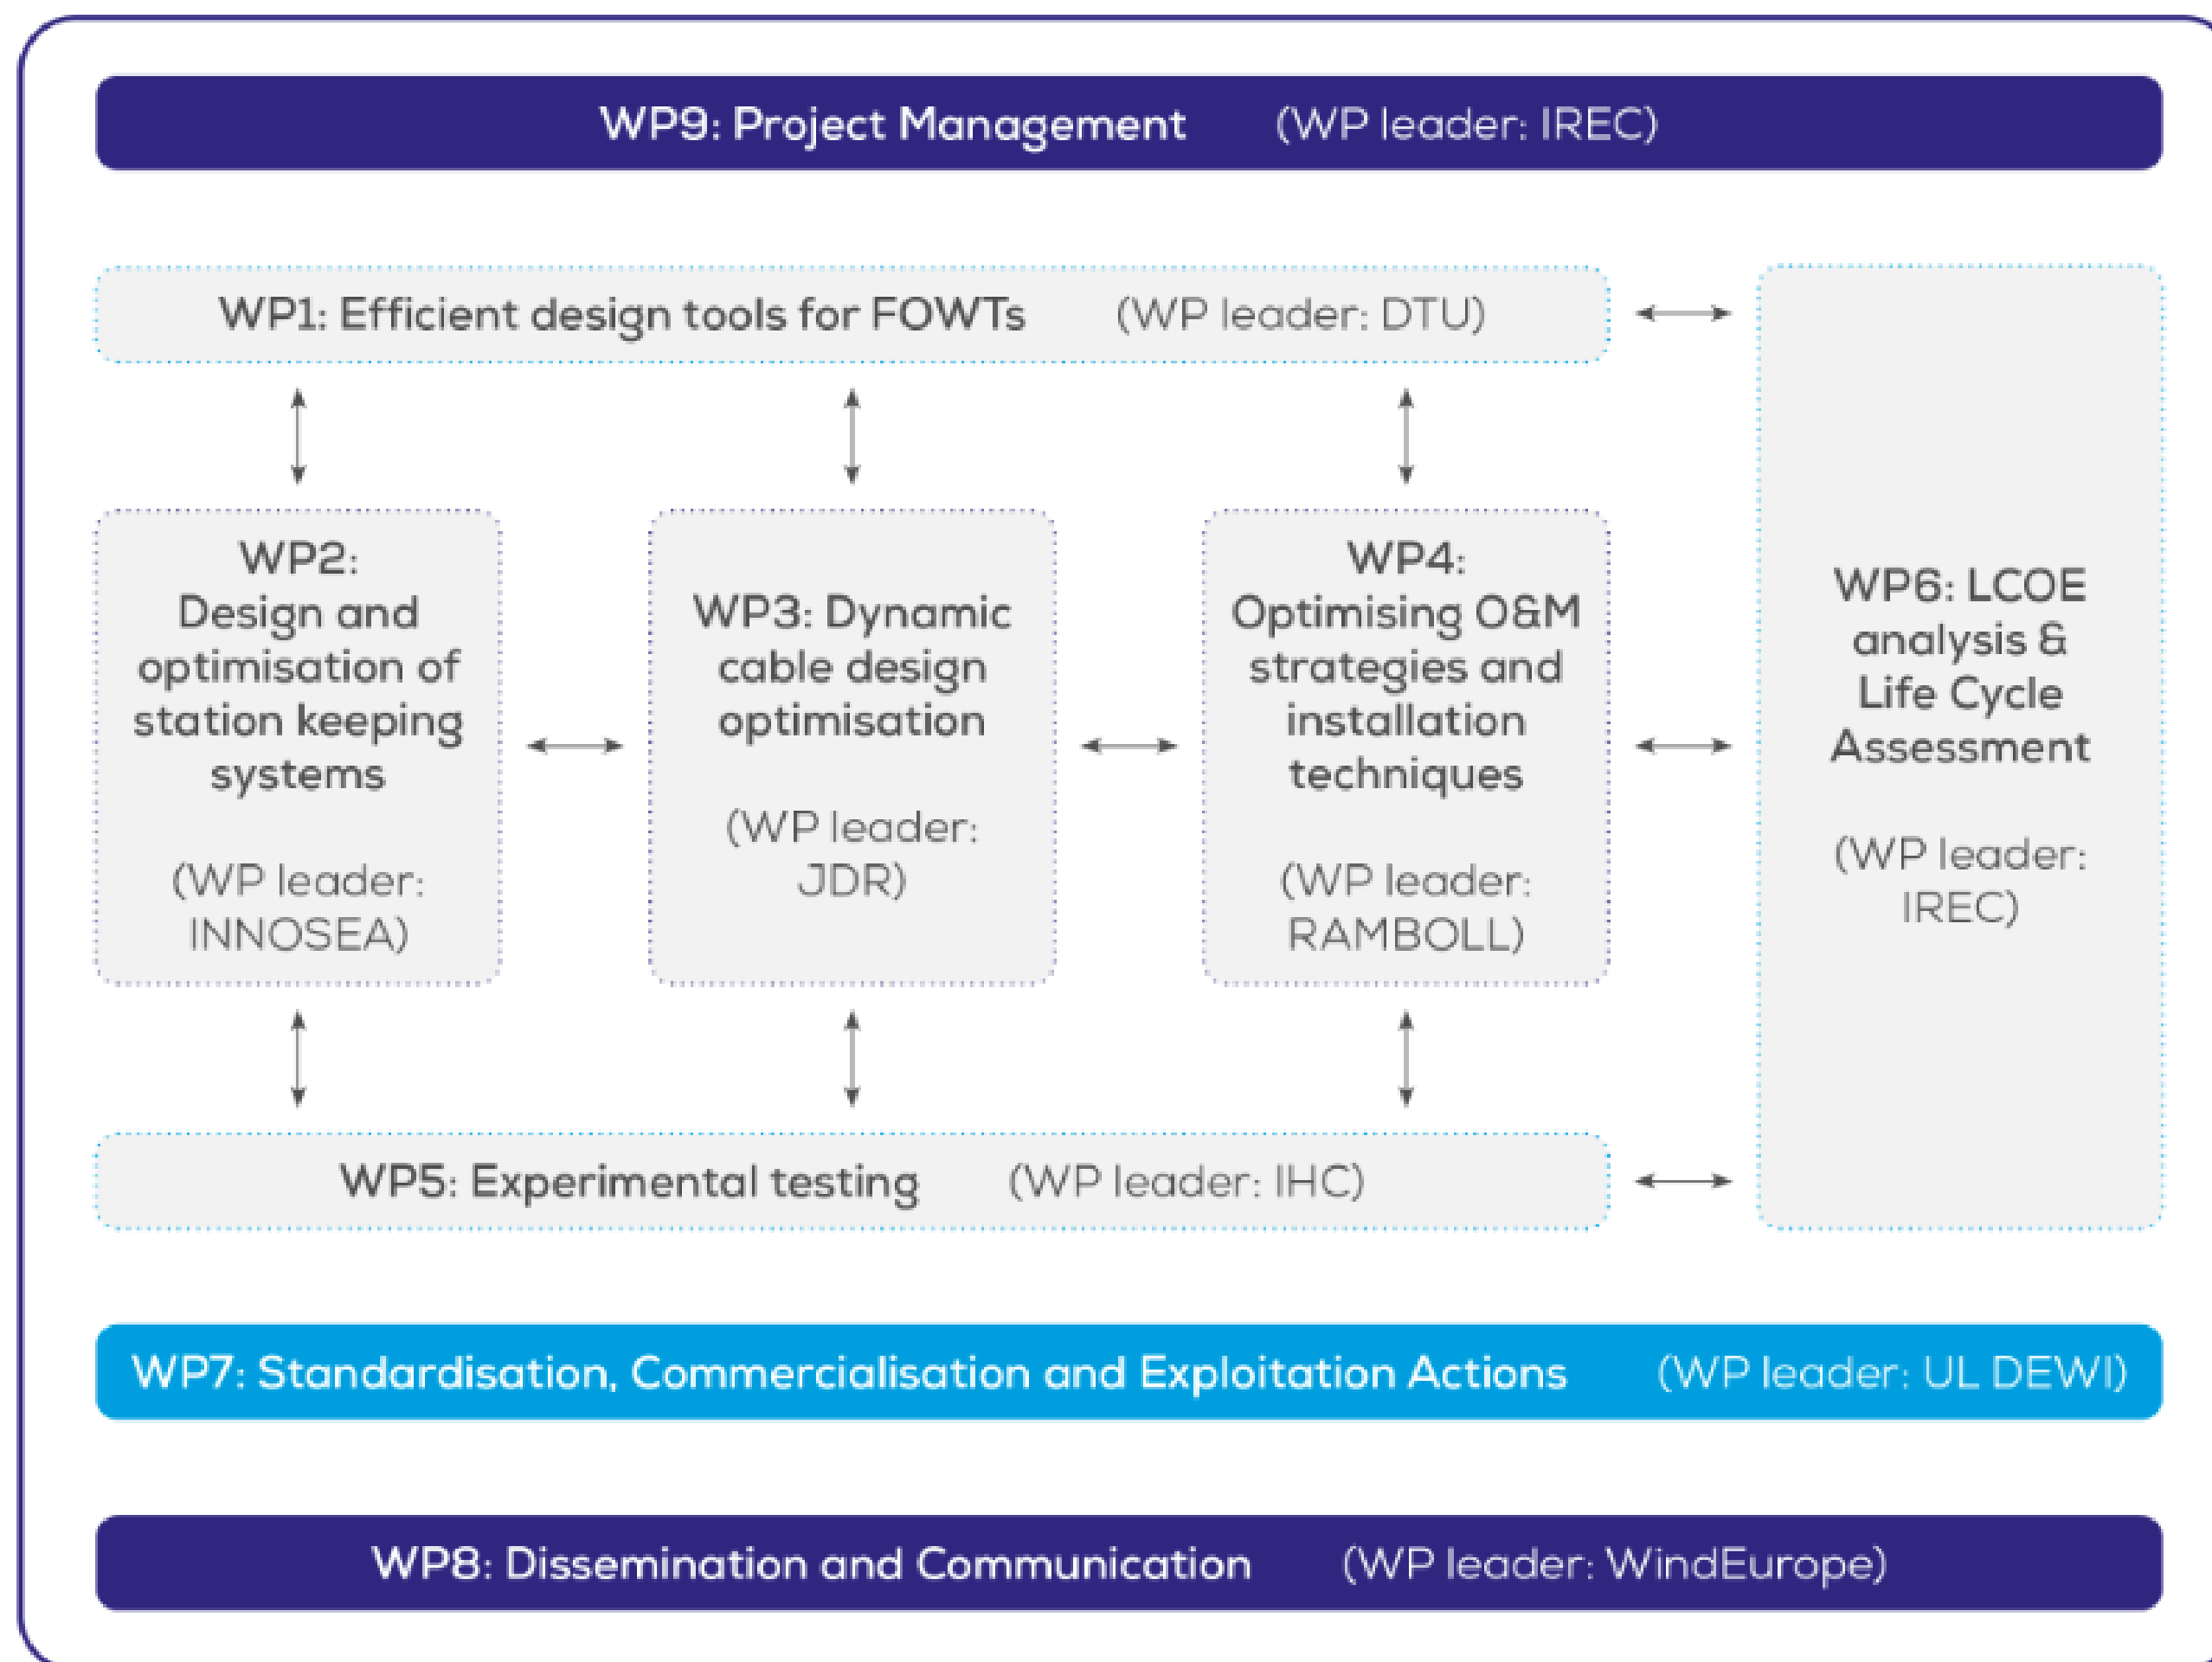 WP9: Project Management (WP leader: IREC)
WP1: Efficient design tools for FOWTs (WP leader: DTU)
WP2:
Design and
optimisation of
station keeping
systems
(WP leader:
INNOSEA)
WP3: Dynamic
cable design
optimisation
(WP leader:
JDR)
WP4:
Optimising O&M
strategies and
installation
techniques
(WP leader:
RAMBOLL)
WP6: LCOE
analysis &
Life Cycle
Assessment
(WP leader:
IREC)
WP5: Experimental testing (WP leader: IHC)
WP7: Standardisation, Commercialisation and Exploitation Actions (WP leader: UL DEWI)
WP8: Dissemination and Communication (WP leader: WindEurope)